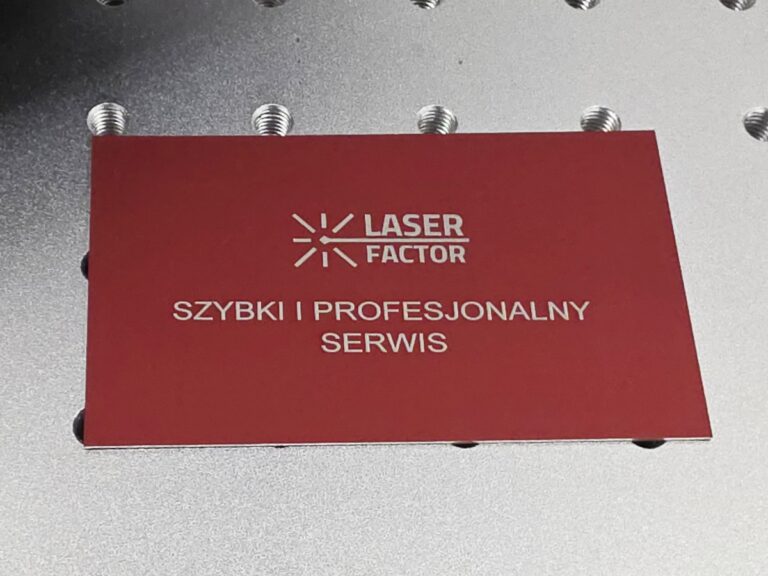 LASER
FACTOR
SZYBKI I PROFESJONALNY
SERWIS